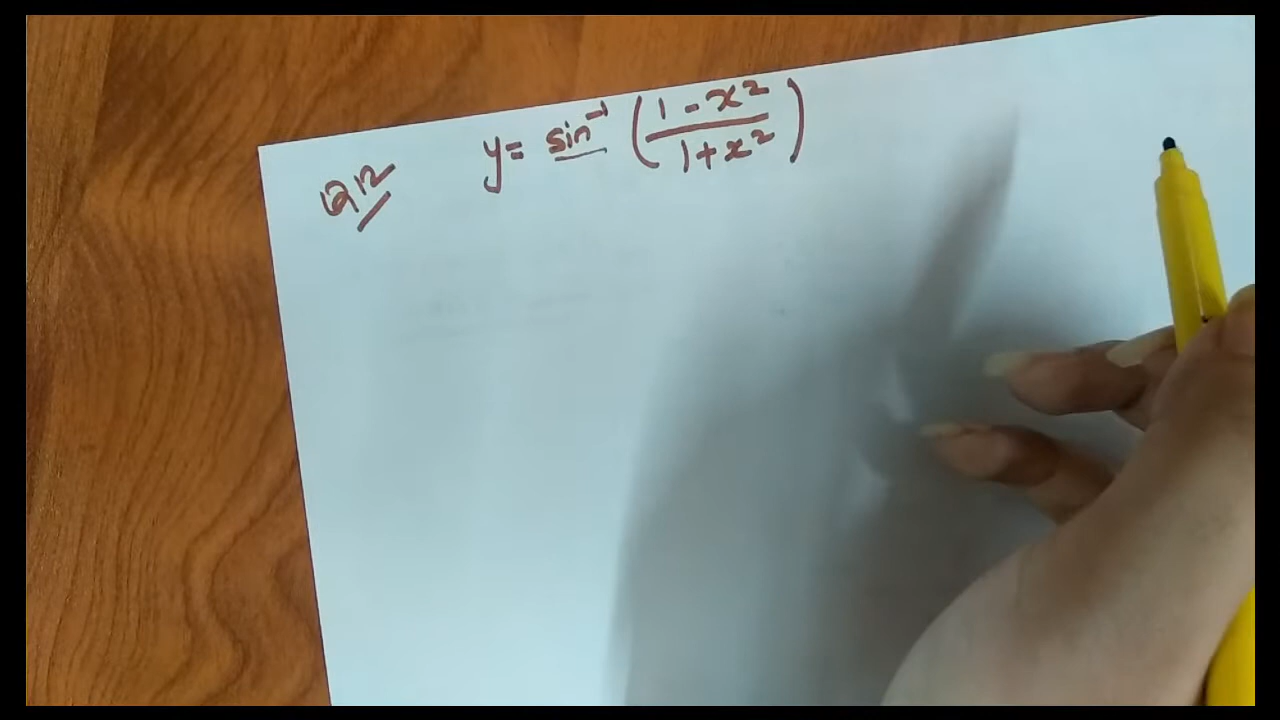 Q12 y = sin⁻¹ (1 - x² / 1 + x²)